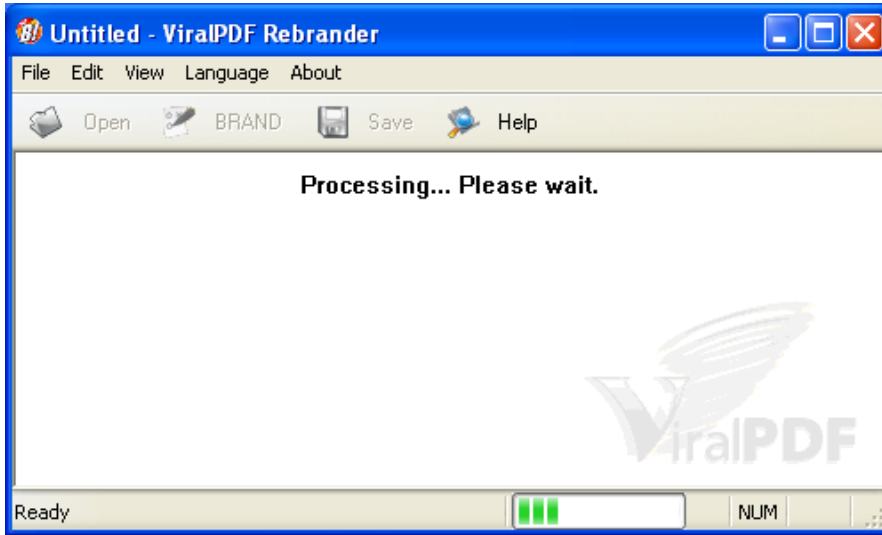 Untitled - ViralPDF Rebrander
File Edit View Language About
Open BRAND Save Help
Processing... Please wait.
ViralPDF
Ready NUM